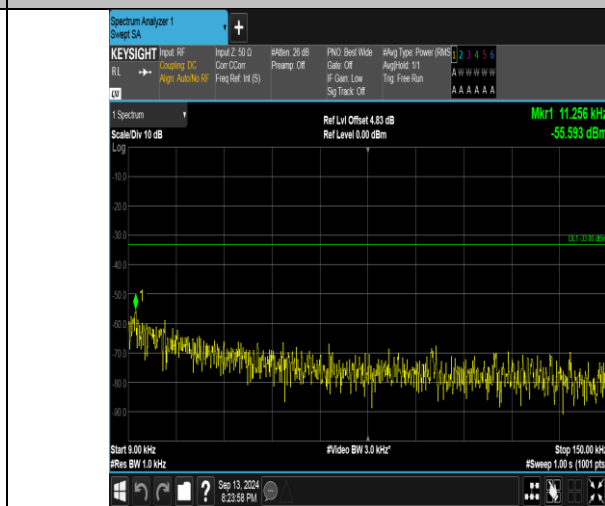 Spectrum Analyzer 1
Swept SA
+
KEYSIGHT Input: RF Input Z: 50 Ω #Atten: 26 dB PNO: Best Wide #Avg Type: Power (RMS 1 2 3 4 5 6
RL Coupling: DC Corr CCorr Preamp: Off Gate: Off Avg|Hold: 1/1 A W W W W W
Align: Auto/No RF Freq Ref: Int (S) IF Gain: Low Trig: Free Run
LXI Sig Track: Off A A A A A A
1 Spectrum Ref Lvl Offset 4.83 dB Mkr1 11.256 kHz
Scale/Div 10 dB Ref Level 0.00 dBm -55.593 dBm
Log
-10.0
-20.0
-30.0
DL1 -33.00 dBm
-40.0
-50.0
1
-60.0
-70.0
-80.0
-90.0
Start 9.00 kHz #Video BW 3.0 kHz* Stop 150.00 kHz
#Res BW 1.0 kHz #Sweep 1.00 s (1001 pts
? Sep 13, 2024
8:23:58 PM